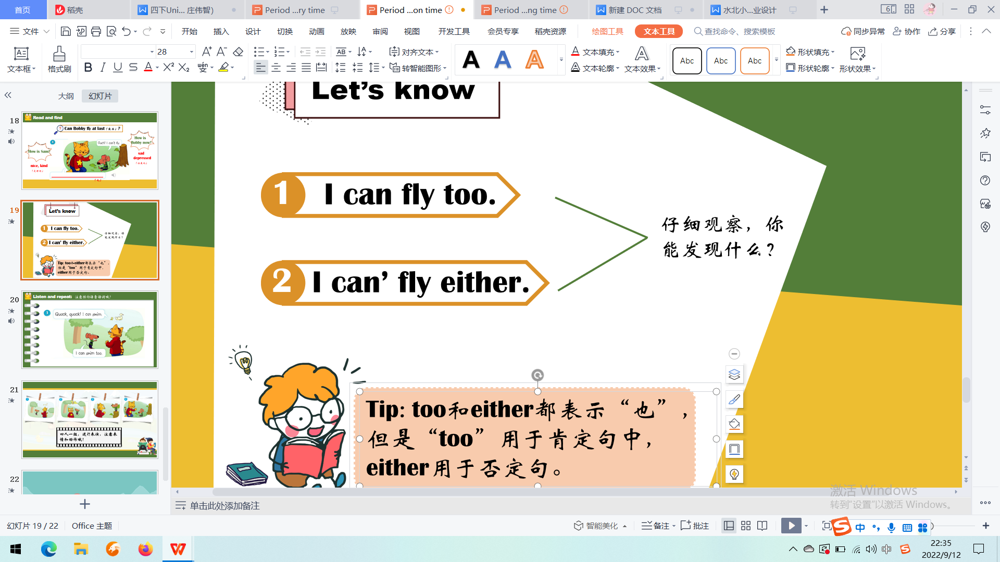 首页
稻壳
四下Uni... 庄伟智）
Period ...ry time
Period ...on time
Period ...ng time
新建 DOC 文档
水北小...业设计
文件
开始
插入
设计
切换
动画
放映
审阅
视图
开发工具
会员专享
稻壳资源
绘图工具
文本工具
查找命令、搜索模板
同步异常
协作
分享
文本框
格式刷
28
对齐文本
转智能图形
文本填充
文本轮廓
文本效果
Abc
Abc
Abc
形状填充
形状轮廓
形状效果
大纲
幻灯片
18
Read and find
Can Bobby fly at last（最后）?
Ouch! I can't fly.
How is Sam?
nice, kind
How is Bobby now?
sad
depressed
19
Let's know
1 I can fly too.
2 I can' fly either.
仔细观察，你
能发现什么？
Tip: too和either都表示“也”，
但是“too”用于肯定句中，
either用于否定句。
20
Listen and repeat: 注意模仿语音语调哦！
1
Quack, quack! I can swim.
I can swim too.
21
四人一组，进行表演，注意表
情和动作哦！
22
Let’s know
1 I can fly too.
2 I can’ fly either.
仔细观察，你
能发现什么？
Tip: too和either都表示“也”，
但是“too”用于肯定句中，
either用于否定句。
激活 Windows
转到“设置”以激活 Windows。
单击此处添加备注
幻灯片 19 / 22
Office 主题
智能美化
备注
批注
中
中
22:35
2022/9/12